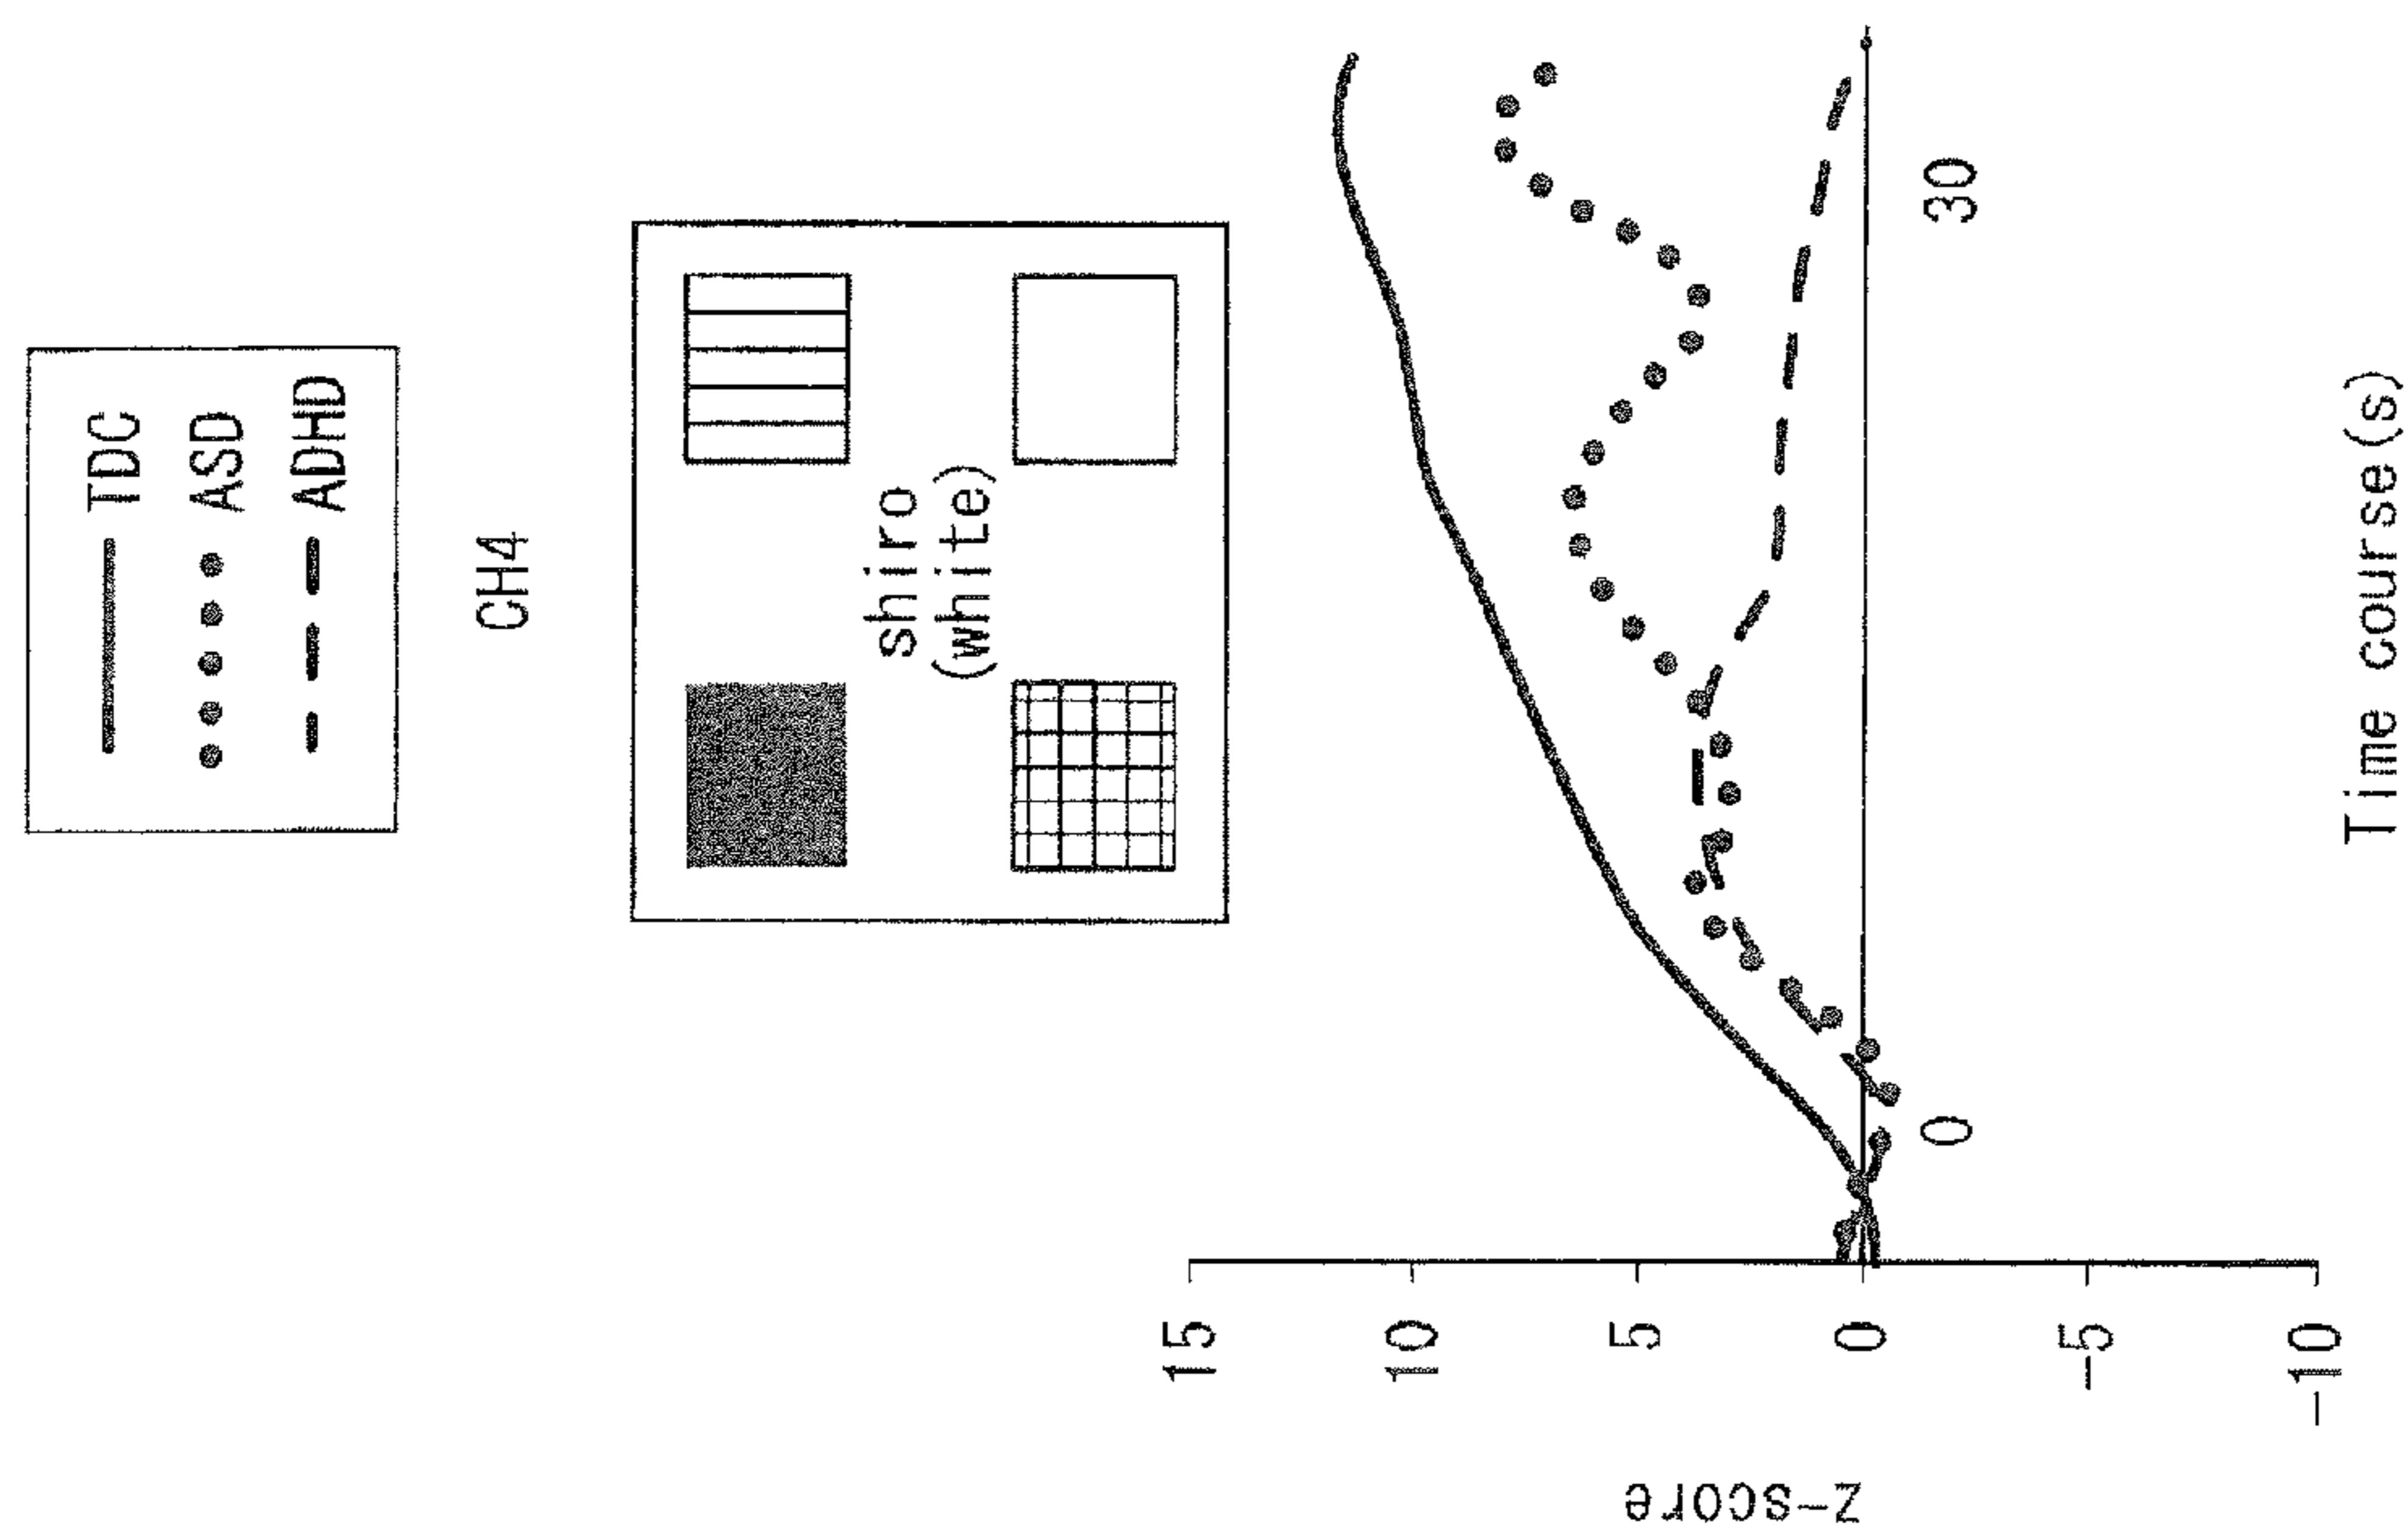 TDC
ASD
ADHD
CH4
shiro
(white)
15
10
5
0
-5
-10
z-score
0
30
Time course(s)